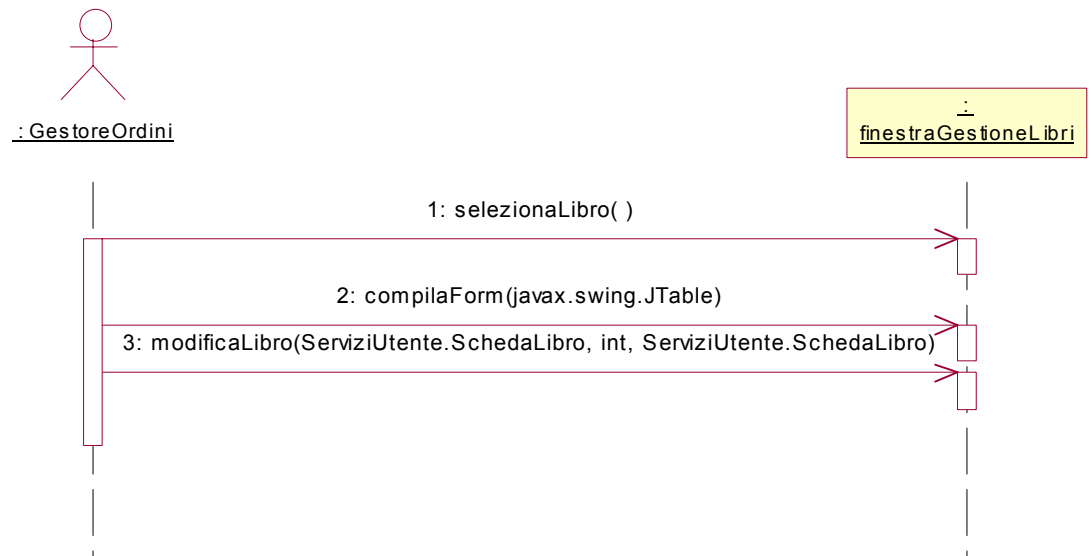 : GestoreOrdini
:
finestraGestioneLibri
1: selezionaLibro( )
2: compilaForm(javax.swing.JTable)
3: modificaLibro(ServiziUtente.SchedaLibro, int, ServiziUtente.SchedaLibro)